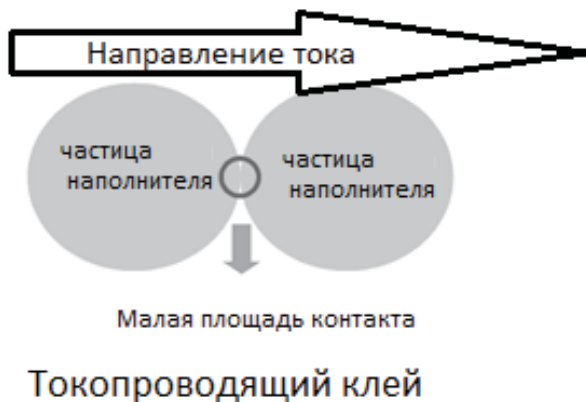 Направление тока
частица
наполнителя
частица
наполнителя
Малая площадь контакта
Токопроводящий клей